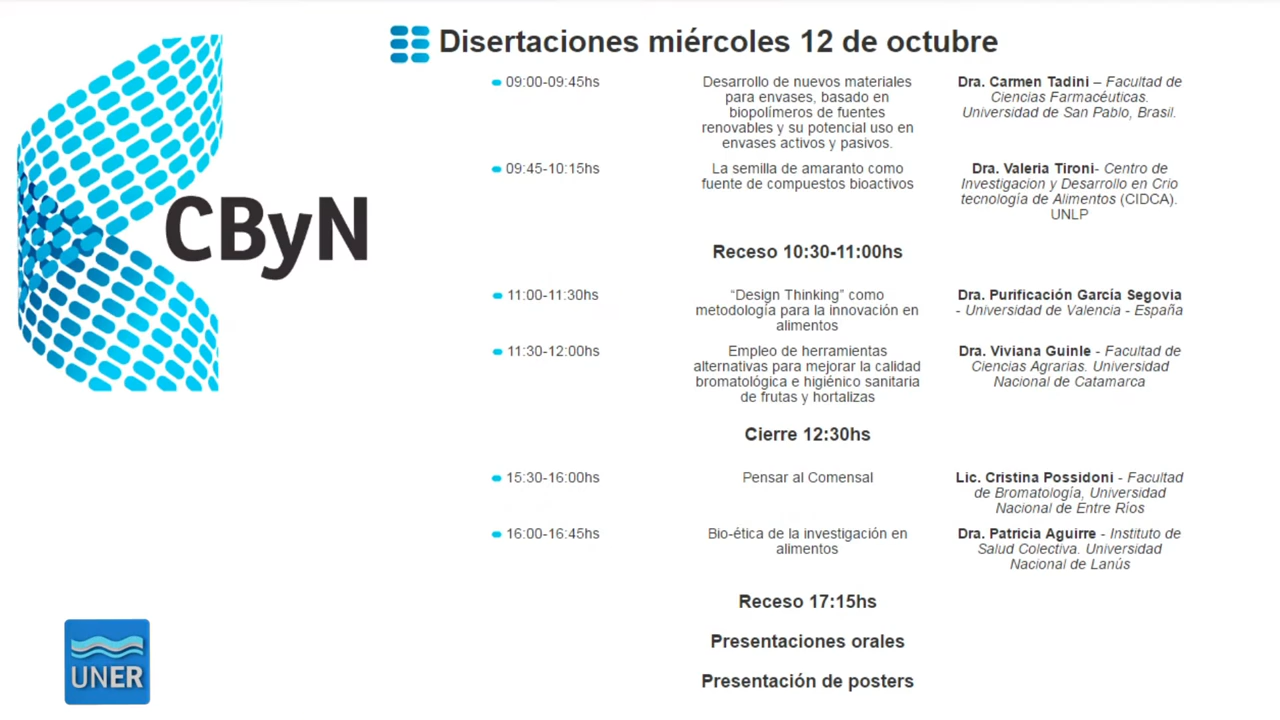 CByN
Disertaciones miércoles 12 de octubre
09:00-09:45hs
Desarrollo de nuevos materiales
para envases, basado en
biopolímeros de fuentes
renovables y su potencial uso en
envases activos y pasivos.
Dra. Carmen Tadini – Facultad de
Ciencias Farmacéuticas.
Universidad de San Pablo, Brasil.
09:45-10:15hs
La semilla de amaranto como
fuente de compuestos bioactivos
Dra. Valeria Tironi- Centro de
Investigacion y Desarrollo en Crio
tecnología de Alimentos (CIDCA).
UNLP
Receso 10:30-11:00hs
11:00-11:30hs
“Design Thinking” como
metodología para la innovación en
alimentos
Dra. Purificación García Segovia
- Universidad de Valencia - España
11:30-12:00hs
Empleo de herramientas
alternativas para mejorar la calidad
bromatológica e higiénico sanitaria
de frutas y hortalizas
Dra. Viviana Guinle - Facultad de
Ciencias Agrarias. Universidad
Nacional de Catamarca
Cierre 12:30hs
15:30-16:00hs
Pensar al Comensal
Lic. Cristina Possidoni - Facultad
de Bromatología, Universidad
Nacional de Entre Ríos
16:00-16:45hs
Bio-ética de la investigación en
alimentos
Dra. Patricia Aguirre - Instituto de
Salud Colectiva. Universidad
Nacional de Lanús
Receso 17:15hs
Presentaciones orales
Presentación de posters
UNER